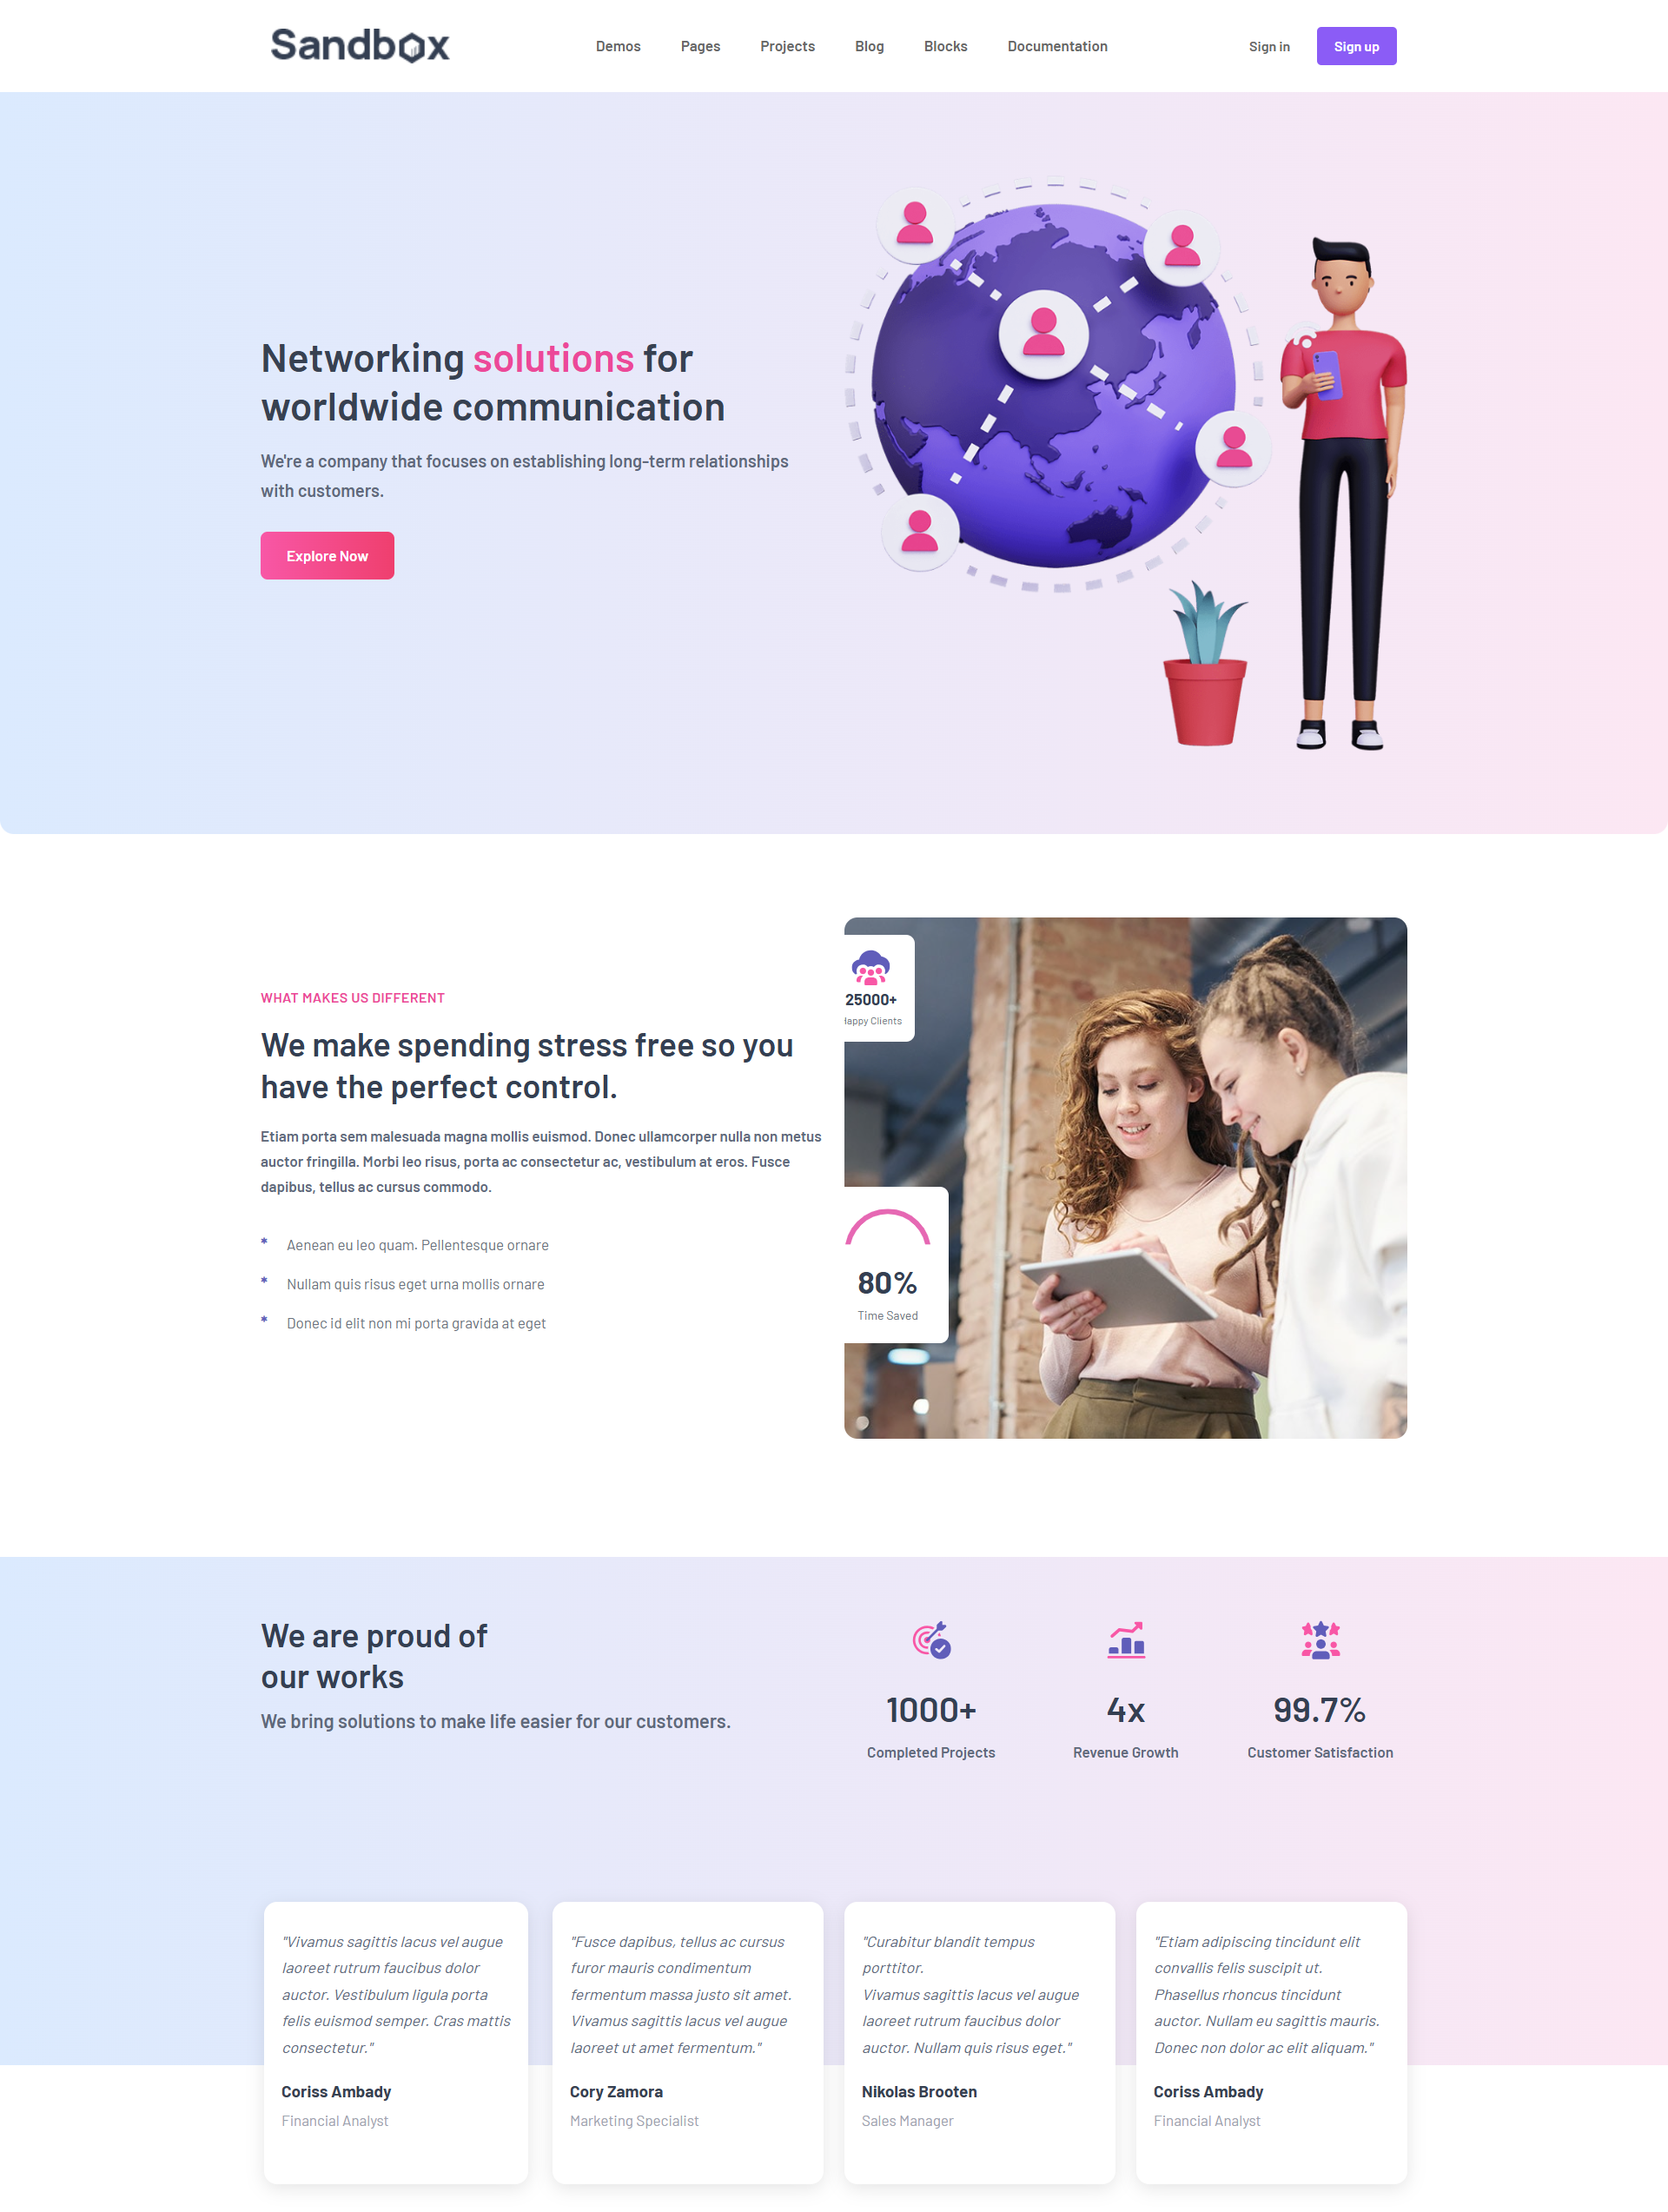 Sandbox
Demos Pages Projects Blog Blocks Documentation Sign in Sign up
Networking solutions for
worldwide communication
We're a company that focuses on establishing long-term relationships
with customers.
Explore Now
WHAT MAKES US DIFFERENT
We make spending stress free so you
have the perfect control.
Etiam porta sem malesuada magna mollis euismod. Donec ullamcorper nulla non metus
auctor fringilla. Morbi leo risus, porta ac consectetur ac, vestibulum at eros. Fusce
dapibus, tellus ac cursus commodo.
* Aenean eu leo quam. Pellentesque ornare
* Nullam quis risus eget urna mollis ornare
* Donec id elit non mi porta gravida at eget
25000+
Happy Clients
80%
Time Saved
We are proud of
our works
We bring solutions to make life easier for our customers.
1000+
Completed Projects
4x
Revenue Growth
99.7%
Customer Satisfaction
"Vivamus sagittis lacus vel augue
laoreet rutrum faucibus dolor
auctor. Vestibulum ligula porta
felis euismod semper. Cras mattis
consectetur."
Coriss Ambady
Financial Analyst
"Fusce dapibus, tellus ac cursus
furor mauris condimentum
fermentum massa justo sit amet.
Vivamus sagittis lacus vel augue
laoreet ut amet fermentum."
Cory Zamora
Marketing Specialist
"Curabitur blandit tempus
porttitor.
Vivamus sagittis lacus vel augue
laoreet rutrum faucibus dolor
auctor. Nullam quis risus eget."
Nikolas Brooten
Sales Manager
"Etiam adipiscing tincidunt elit
convallis felis suscipit ut.
Phasellus rhoncus tincidunt
auctor. Nullam eu sagittis mauris.
Donec non dolor ac elit aliquam."
Coriss Ambady
Financial Analyst